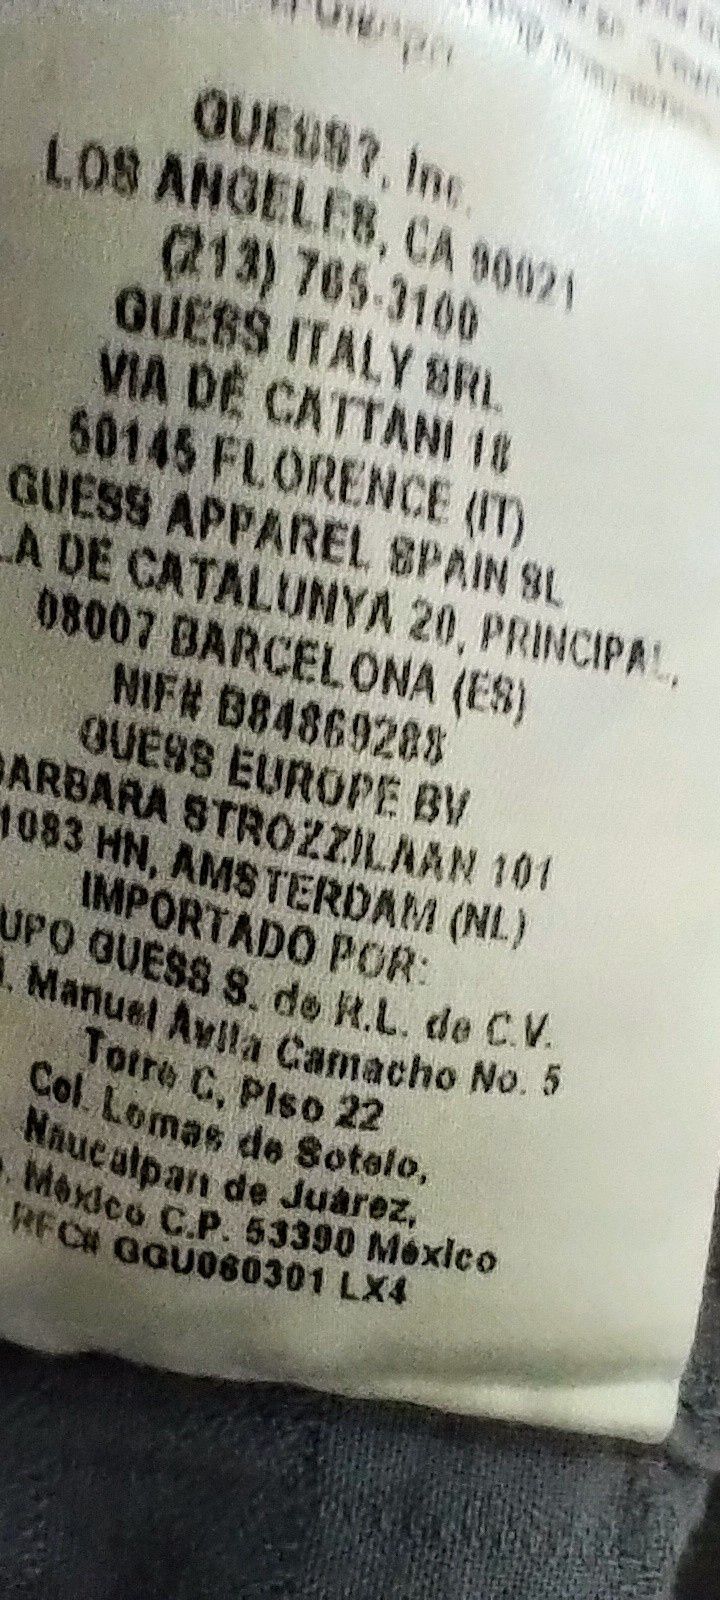 GUESS?, Inc.
LOS ANGELES, CA 90021
(213) 765-3100
GUESS ITALY SRL
VIA DE CATTANI 18
50145 FLORENCE (IT)
GUESS APPAREL SPAIN SL
LA DE CATALUNYA 20, PRINCIPAL,
08007 BARCELONA (ES)
NIF# B84869288
GUESS EUROPE BV
BARBARA STROZZILAAN 101
1083 HN, AMSTERDAM (NL)
IMPORTADO POR:
UPO GUESS S. de R.L. de C.V.
Manuel Ávila Camacho No. 5
Torre C, Piso 22
Col. Lomas de Sotelo,
Naucalpan de Juárez,
México C.P. 53390 México
RFC# GGU060301 LX4